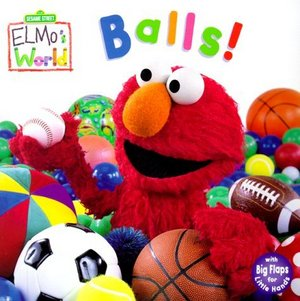 SESAME STREET
ELMO's
World
Balls!
with
Big Flaps
for
Little Hands